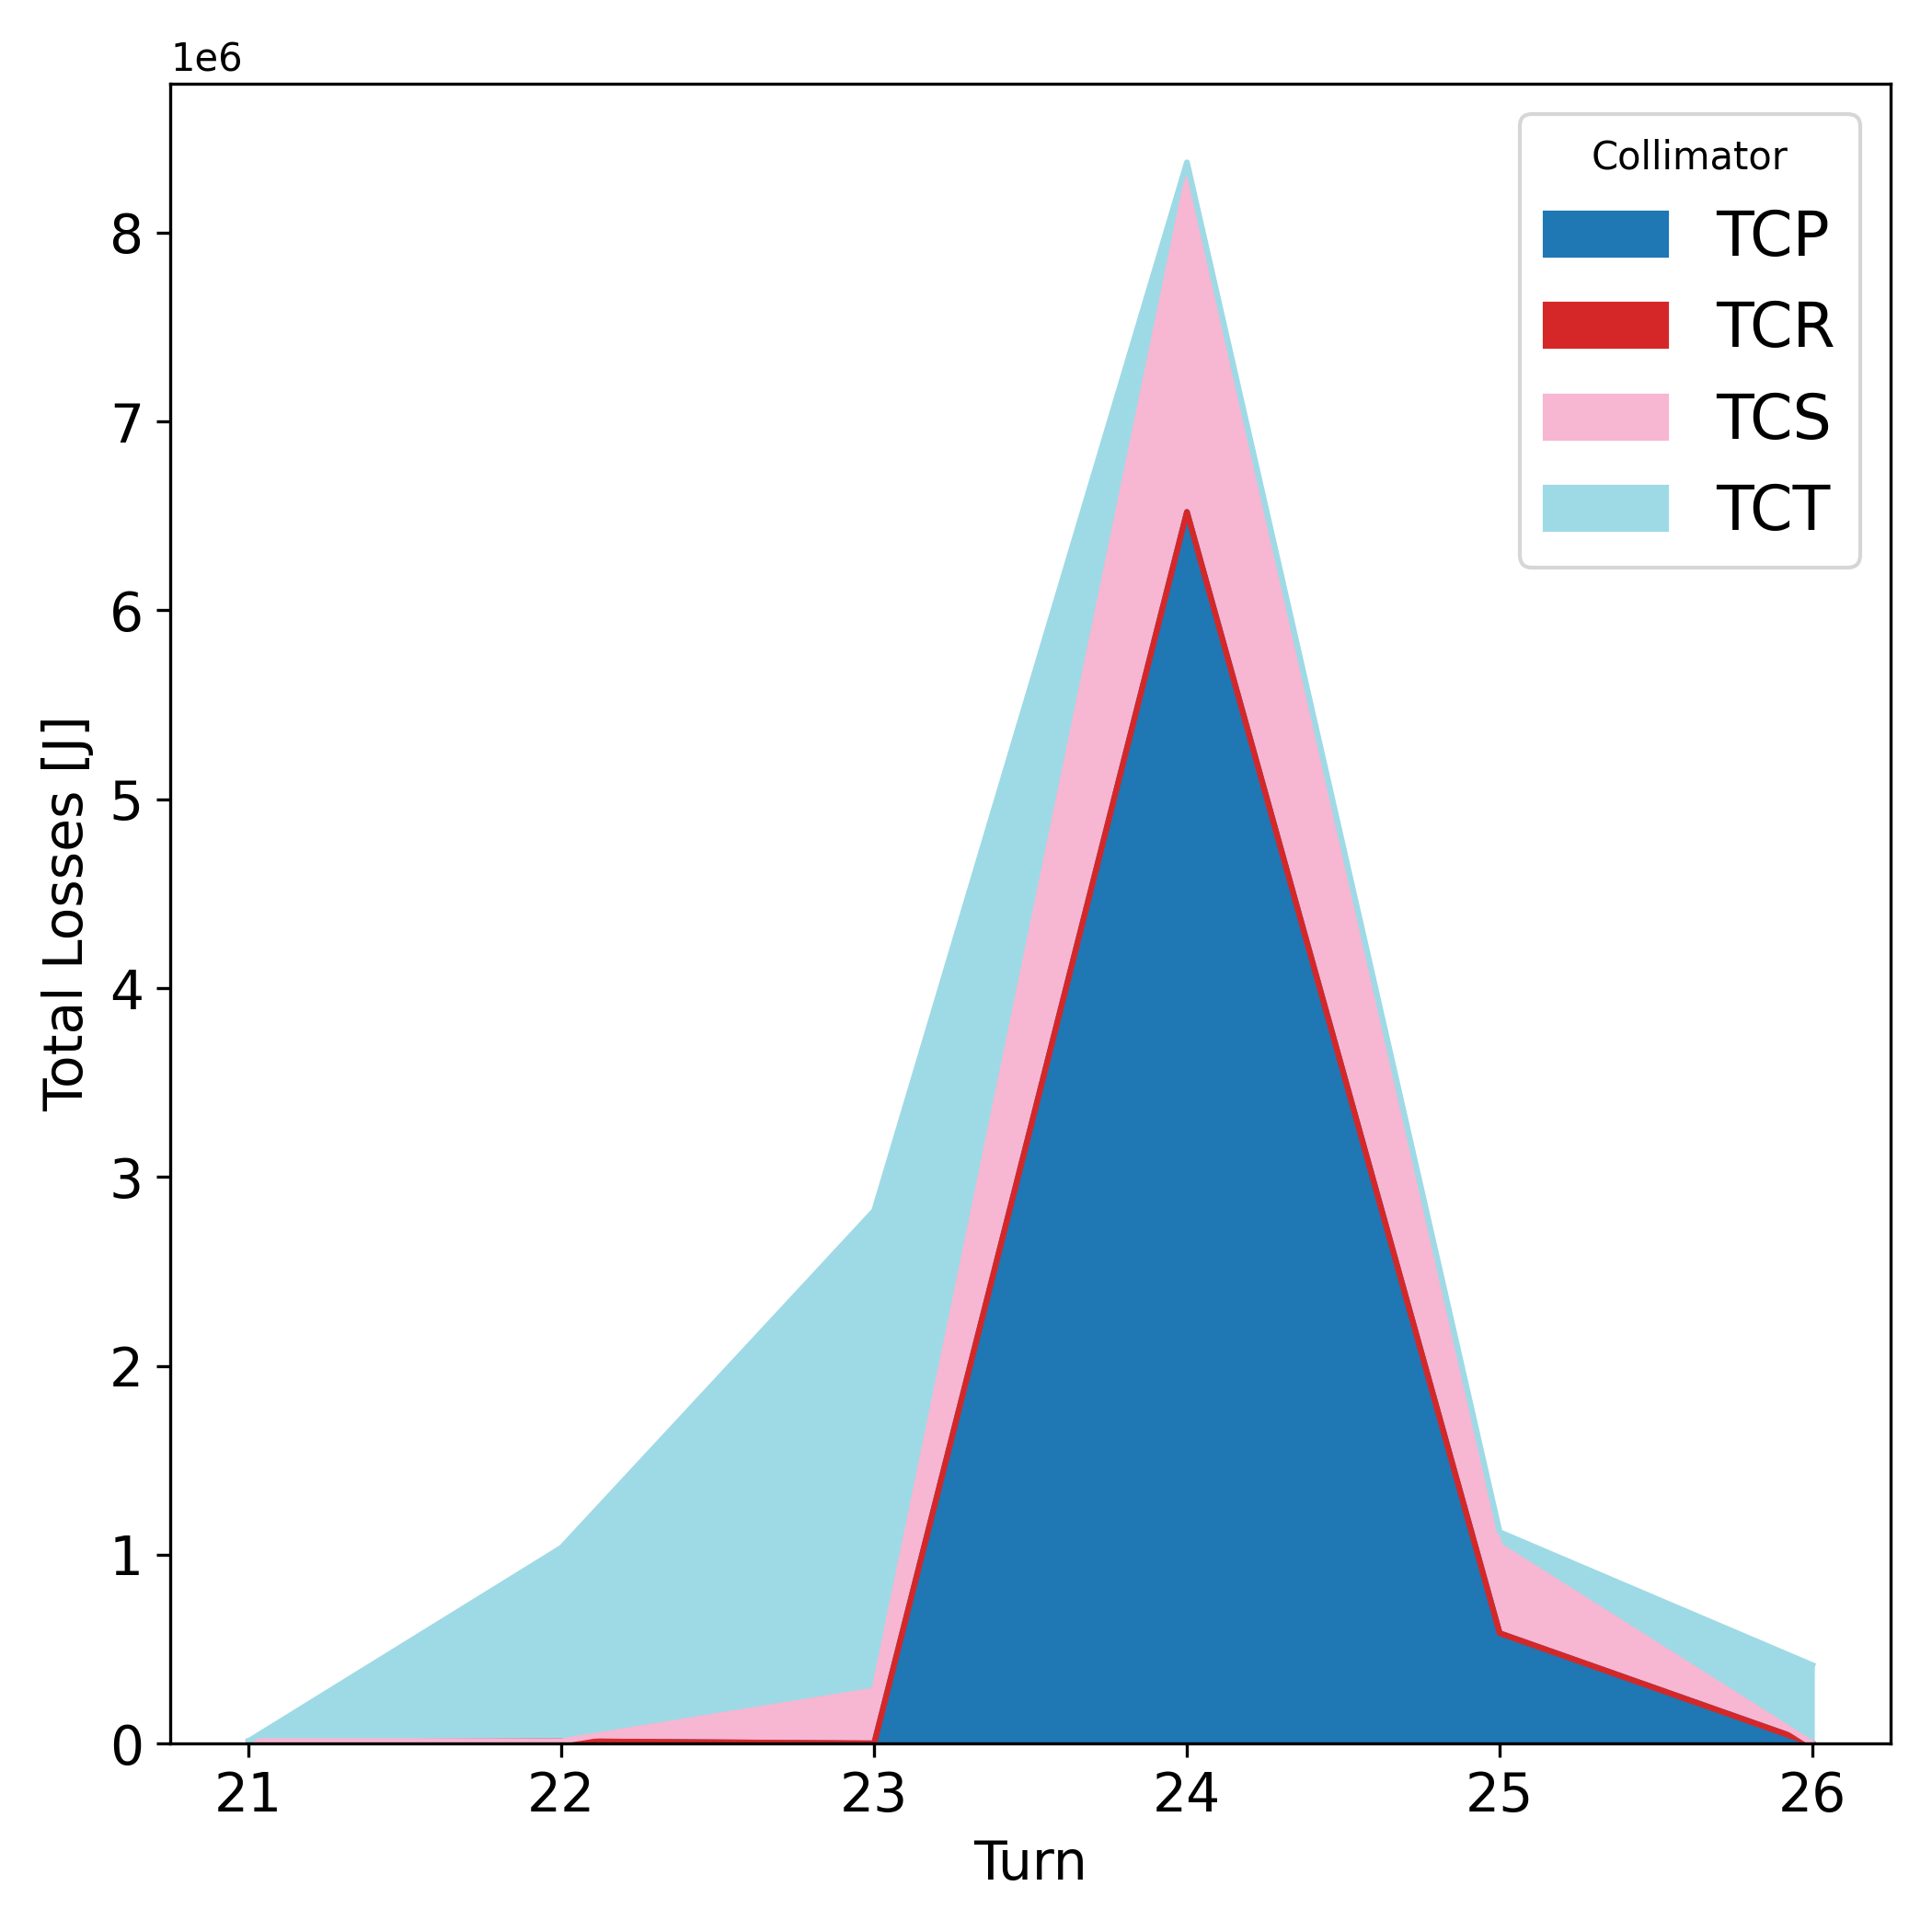 1e6
Collimator
TCP
TCR
TCS
TCT
8
7
6
5
4
3
2
1
0
Total Losses [J]
21 22 23 24 25 26
Turn